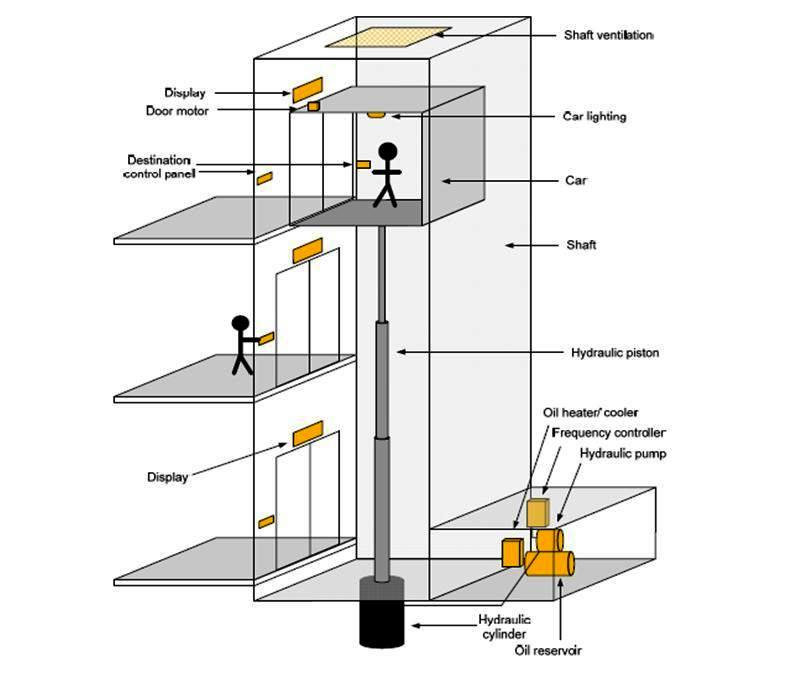 Shaft ventilation
Display
Door motor
Car lighting
Destination
control panel
Car
Shaft
Hydraulic piston
Oil heater/ cooler
Frequency controller
Hydraulic pump
Display
Hydraulic
cylinder
Oil reservoir